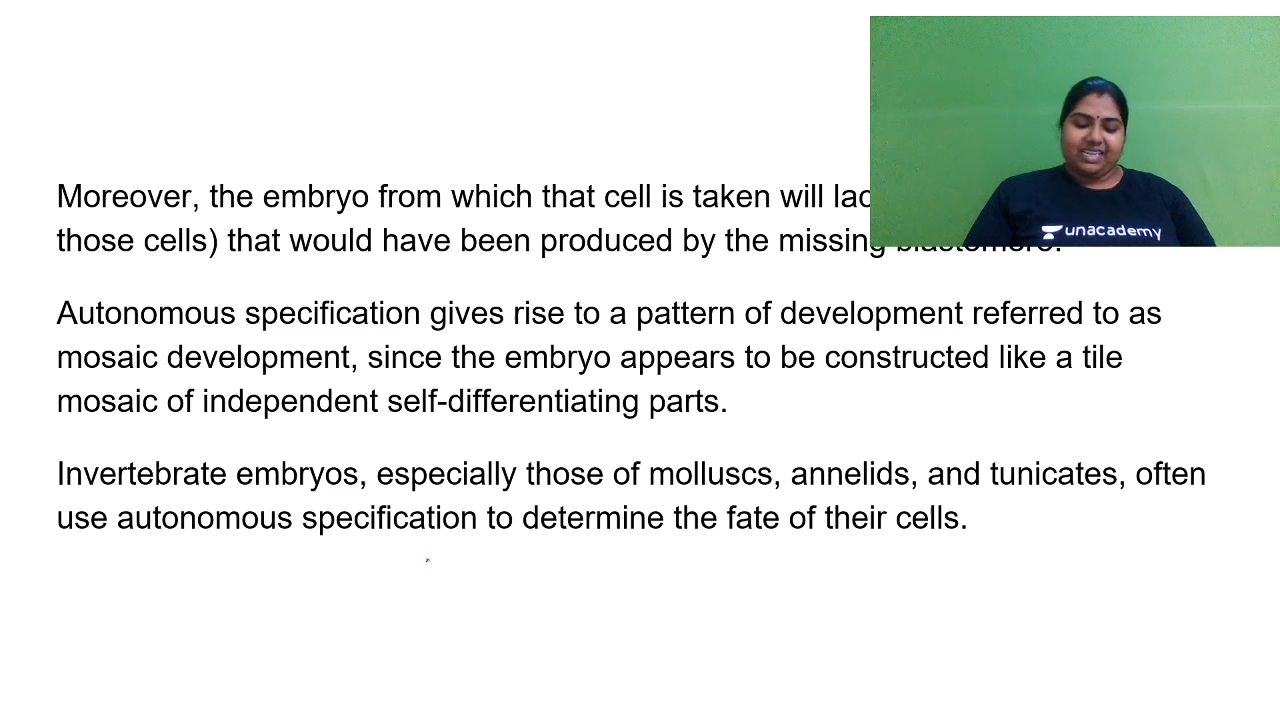 Moreover, the embryo from which that cell is taken will
those cells) that would have been produced by the missing
unacademy
Autonomous specification gives rise to a pattern of development referred to as
mosaic development, since the embryo appears to be constructed like a tile
mosaic of independent self-differentiating parts.
Invertebrate embryos, especially those of molluscs, annelids, and tunicates, often
use autonomous specification to determine the fate of their cells.